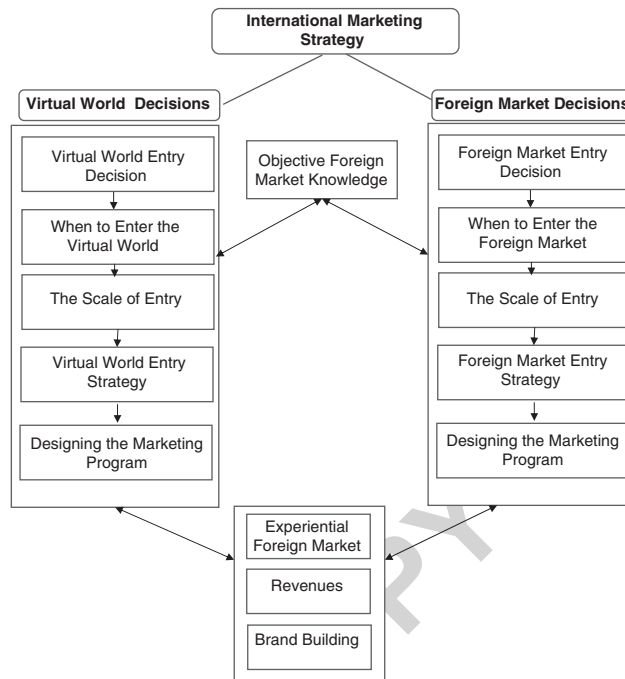 International Marketing
Strategy
Virtual World Decisions
Foreign Market Decisions
Virtual World Entry
Decision
When to Enter the
Virtual World
The Scale of Entry
Virtual World Entry
Strategy
Designing the Marketing
Program
Objective Foreign
Market Knowledge
Foreign Market Entry
Decision
When to Enter the
Foreign Market
The Scale of Entry
Foreign Market Entry
Strategy
Designing the Marketing
Program
Experiential
Foreign Market
Revenues
Brand Building
PY